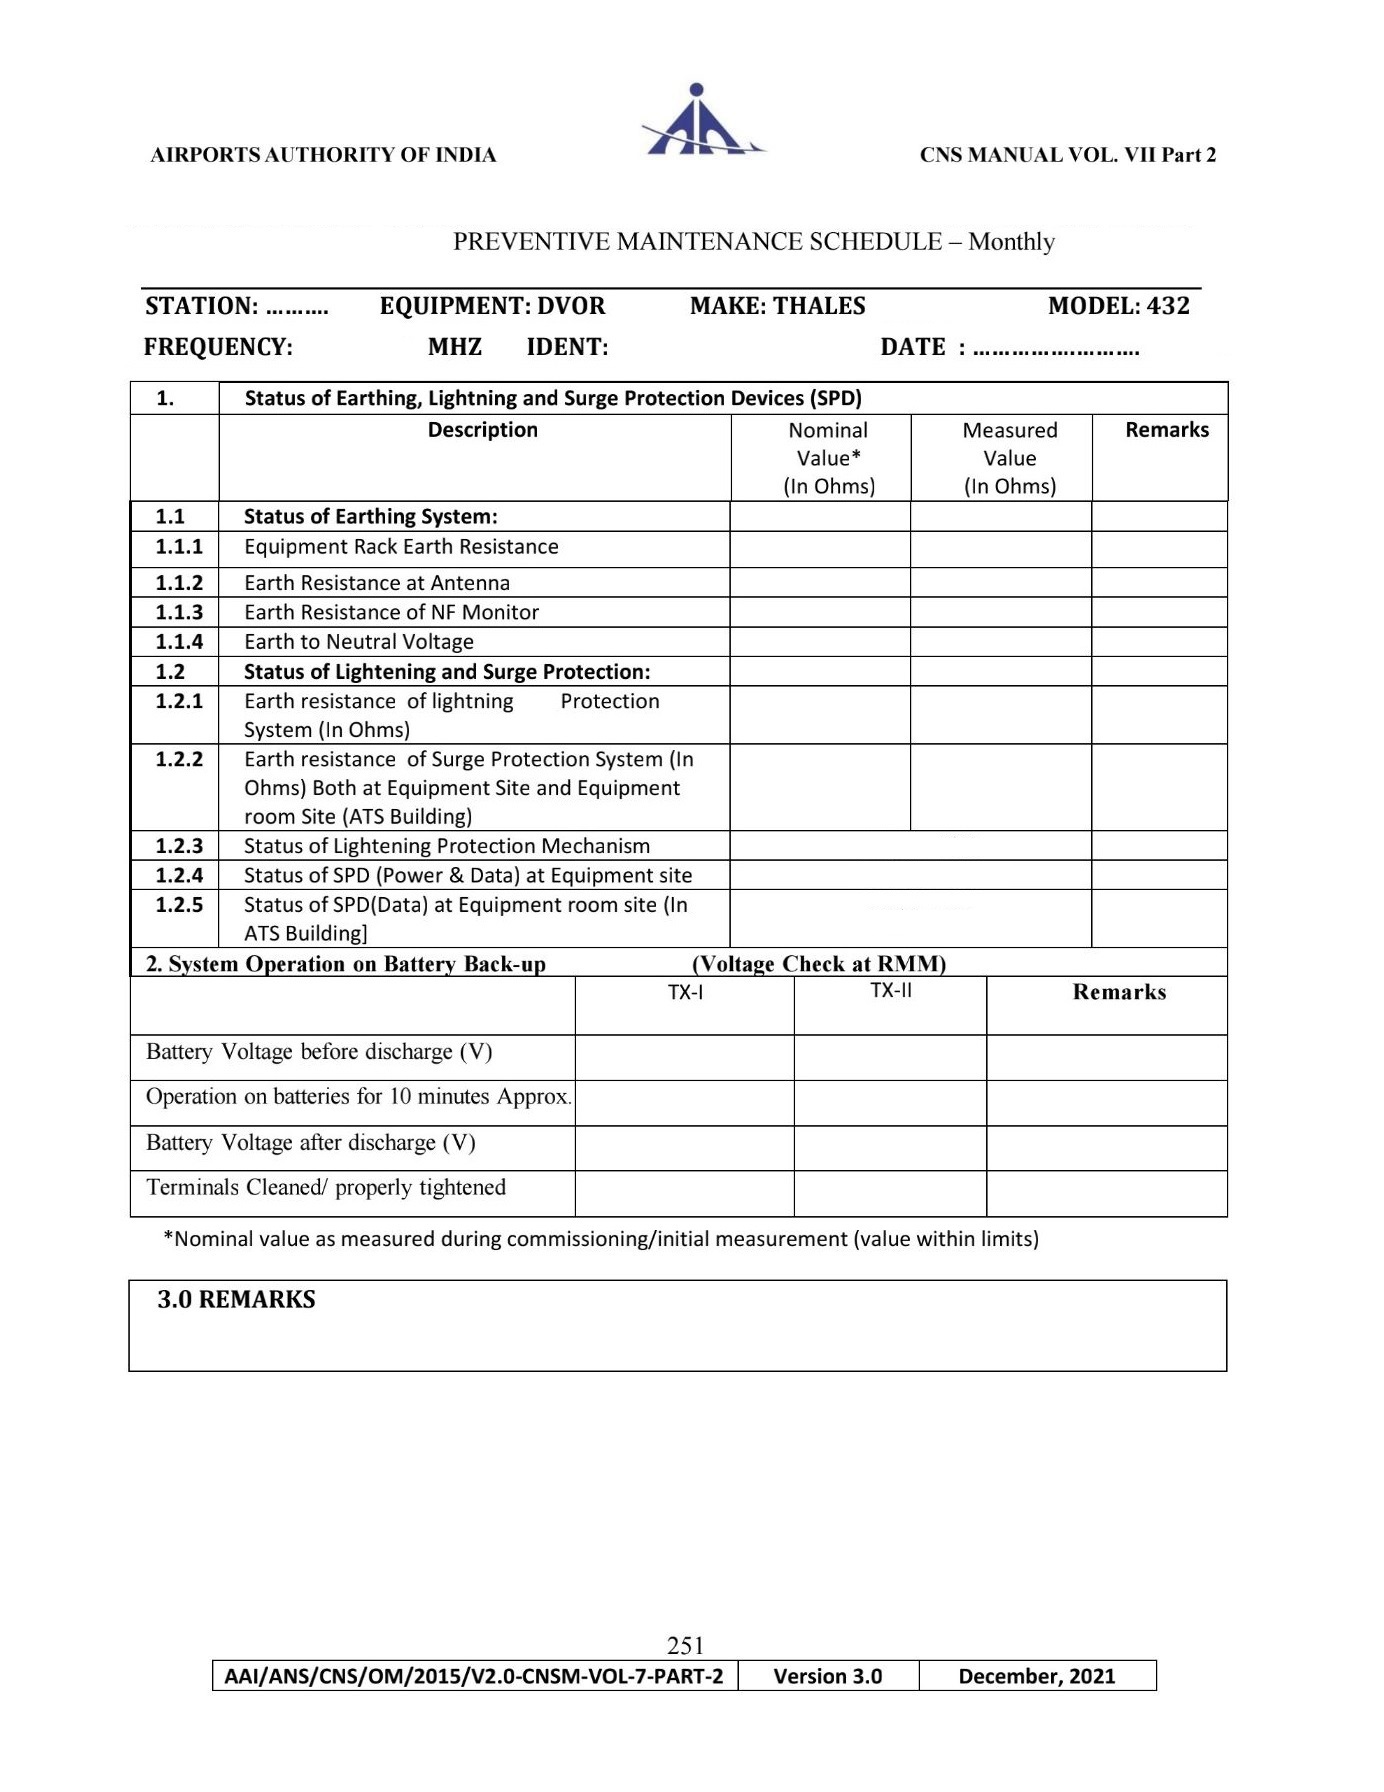 AIRPORTS AUTHORITY OF INDIA
CNS MANUAL VOL. VII Part 2
PREVENTIVE MAINTENANCE SCHEDULE – Monthly
STATION: .......... EQUIPMENT: DVOR MAKE: THALES MODEL: 432
FREQUENCY: MHZ IDENT: DATE : .........................
1. Status of Earthing, Lightning and Surge Protection Devices (SPD)
Description Nominal Measured Remarks
Value* Value
(In Ohms) (In Ohms)
1.1 Status of Earthing System:
1.1.1 Equipment Rack Earth Resistance
1.1.2 Earth Resistance at Antenna
1.1.3 Earth Resistance of NF Monitor
1.1.4 Earth to Neutral Voltage
1.2 Status of Lightening and Surge Protection:
1.2.1 Earth resistance of lightning Protection
System (In Ohms)
1.2.2 Earth resistance of Surge Protection System (In
Ohms) Both at Equipment Site and Equipment
room Site (ATS Building)
1.2.3 Status of Lightening Protection Mechanism
1.2.4 Status of SPD (Power & Data) at Equipment site
1.2.5 Status of SPD(Data) at Equipment room site (In
ATS Building]
2. System Operation on Battery Back-up (Voltage Check at RMM)
TX-I TX-II Remarks
Battery Voltage before discharge (V)
Operation on batteries for 10 minutes Approx.
Battery Voltage after discharge (V)
Terminals Cleaned/ properly tightened
*Nominal value as measured during commissioning/initial measurement (value within limits)
3.0 REMARKS
251
AAI/ANS/CNS/OM/2015/V2.0-CNSM-VOL-7-PART-2 Version 3.0 December, 2021